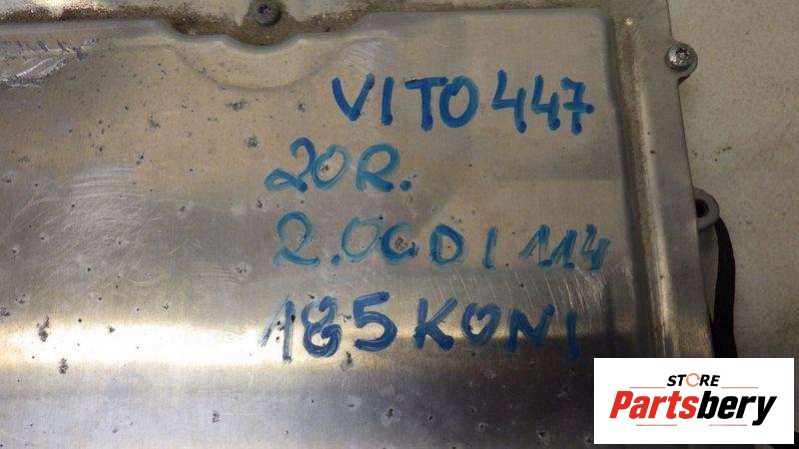 VITO 447
20R.
2.0CDI 114
185 KONI
STORE
Partsbery